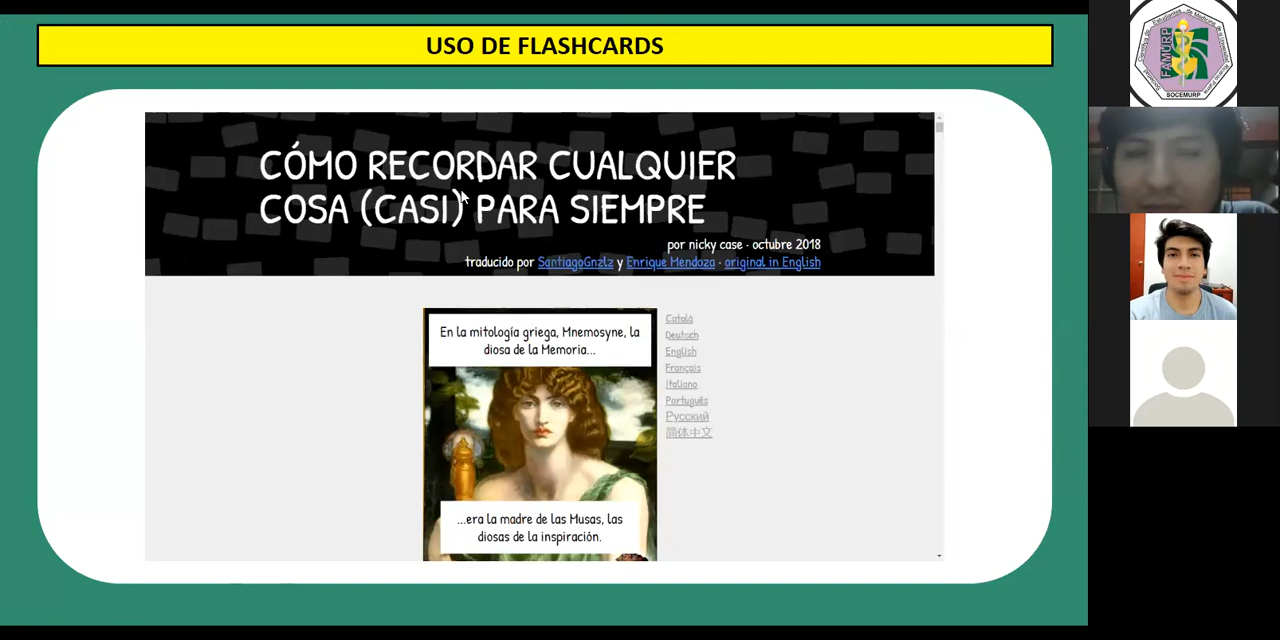 USO DE FLASHCARDS
CÓMO RECORDAR CUALQUIER
COSA (CASI) PARA SIEMPRE
por nicky case · octubre 2018
traducido por SantiagoGnzlz y Enrique Mendoza · original in English
En la mitología griega, Mnemosyne, la
diosa de la Memoria...
Català
Deutsch
English
Français
Italiano
Português
Русский
简体中文
...era la madre de las Musas, las
diosas de la inspiración.
FAMURP
SOCEMURP